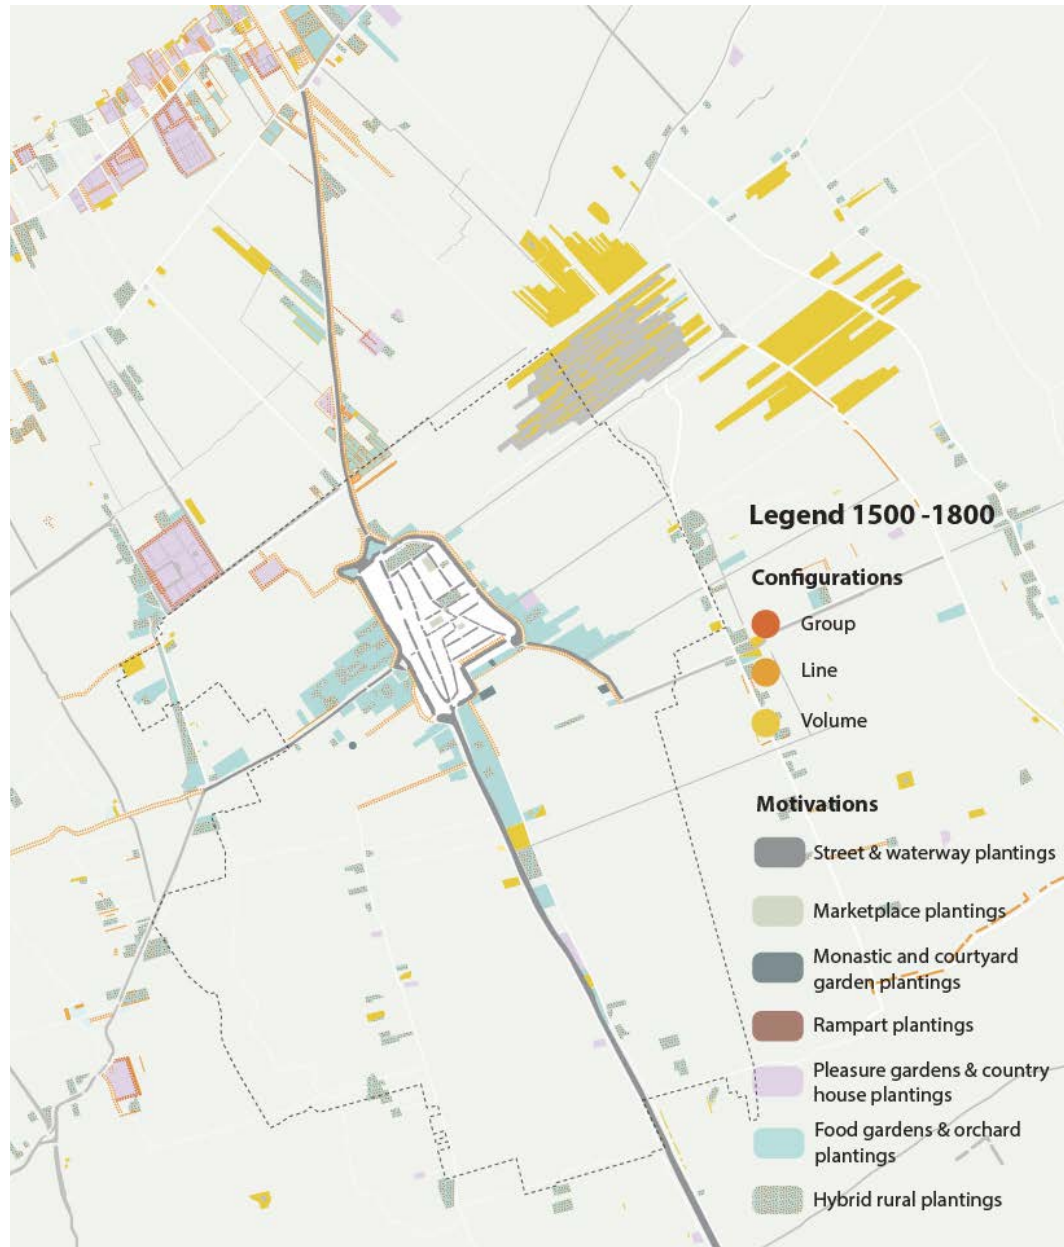 Legend 1500 -1800
Configurations
Group
Line
Volume
Motivations
Street & waterway plantings
Marketplace plantings
Monastic and courtyard
garden plantings
Rampart plantings
Pleasure gardens & country
house plantings
Food gardens & orchard
plantings
Hybrid rural plantings